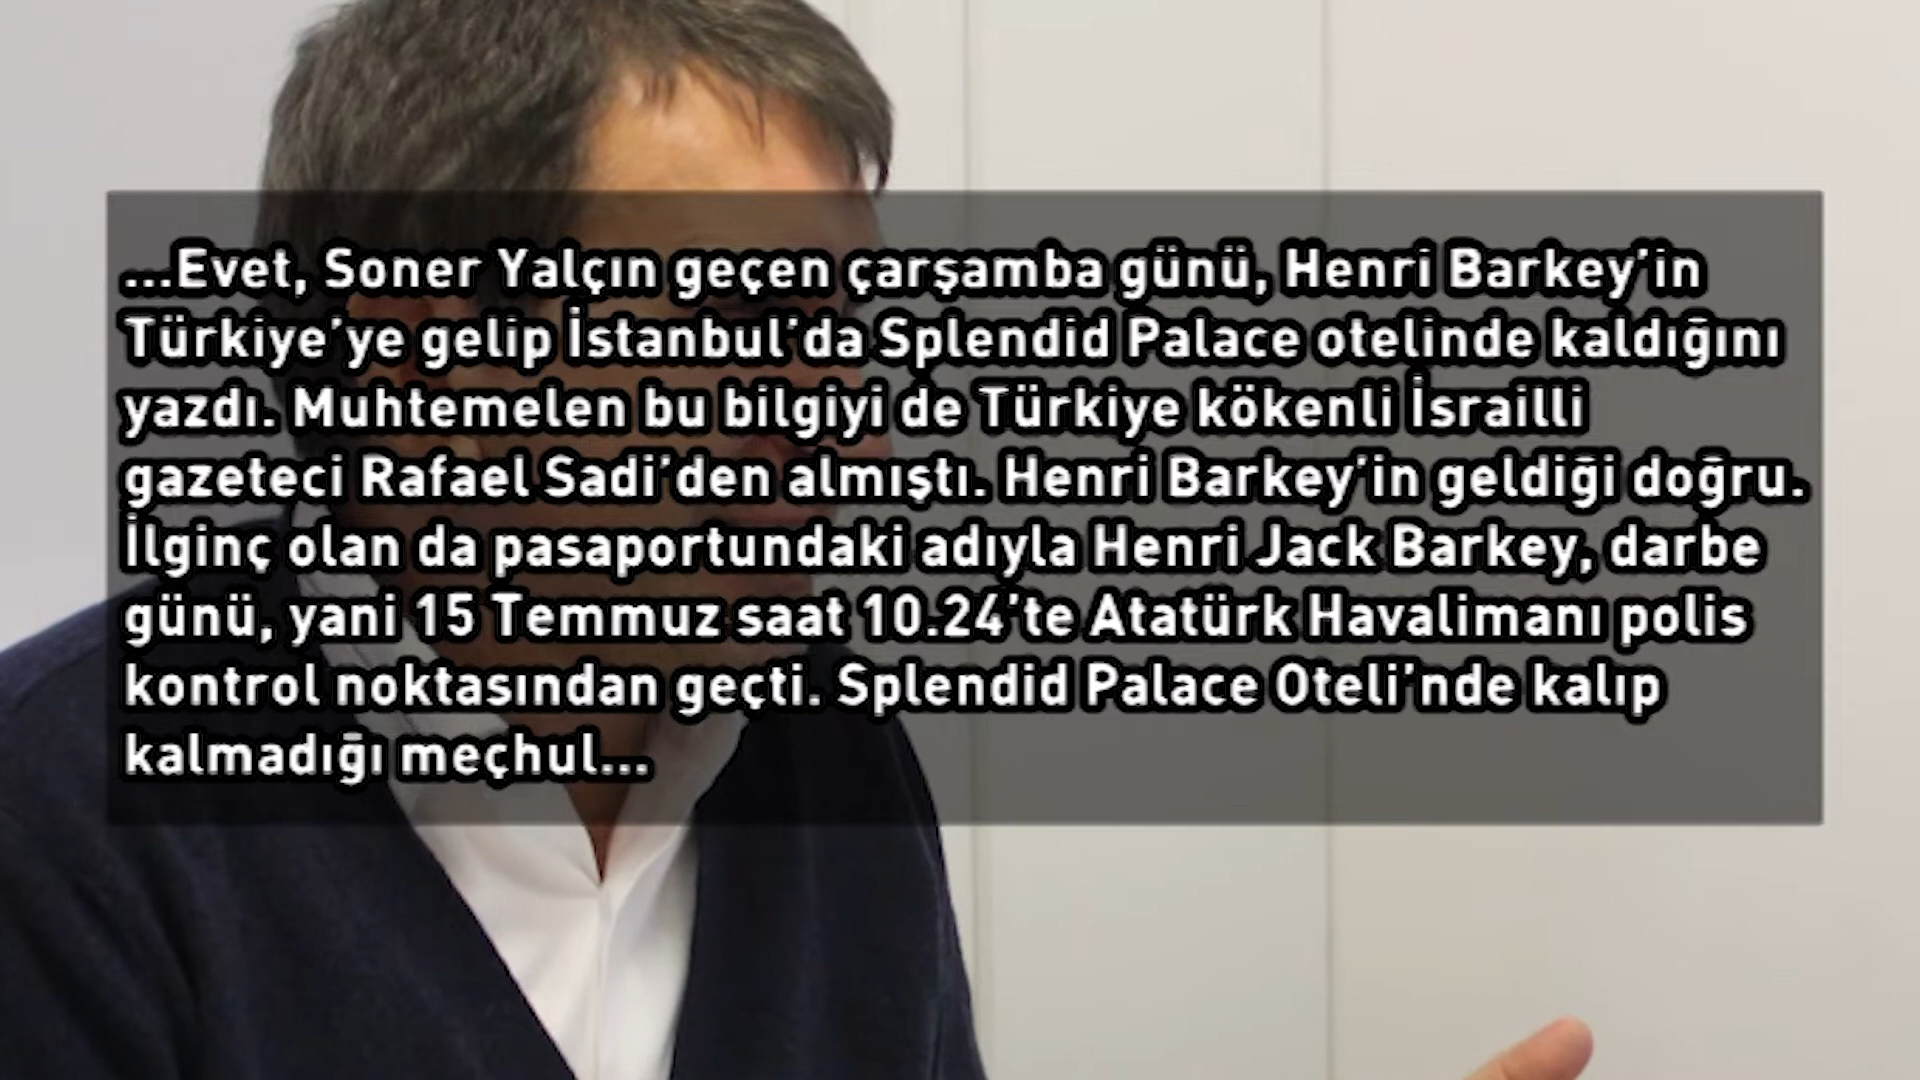 ...Evet, Soner Yalçın geçen çarşamba günü, Henri Barkey'in
Türkiye'ye gelip İstanbul'da Splendid Palace otelinde kaldığını
yazdı. Muhtemelen bu bilgiyi de Türkiye kökenli İsrailli
gazeteci Rafael Sadi'den almıştı. Henri Barkey'in geldiği doğru.
İlginç olan da pasaportundaki adıyla Henri Jack Barkey, darbe
günü, yani 15 Temmuz saat 10.24'te Atatürk Havalimanı polis
kontrol noktasından geçti. Splendid Palace Oteli'nde kalıp
kalmadığı meçhul...